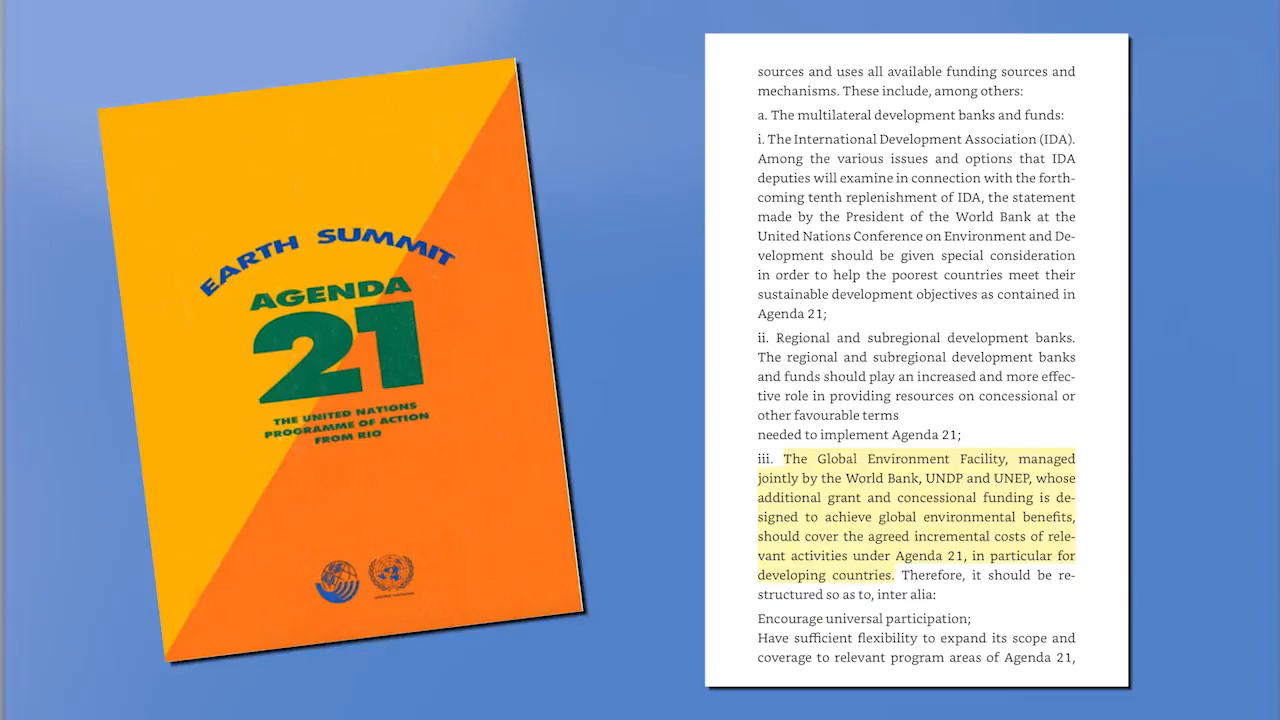 EARTH SUMMIT
AGENDA
21
THE UNITED NATIONS
PROGRAMME OF ACTION
FROM RIO
sources and uses all available funding sources and
mechanisms. These include, among others:
a. The multilateral development banks and funds:
i. The International Development Association (IDA).
Among the various issues and options that IDA
deputies will examine in connection with the forth-
coming tenth replenishment of IDA, the statement
made by the President of the World Bank at the
United Nations Conference on Environment and De-
velopment should be given special consideration
in order to help the poorest countries meet their
sustainable development objectives as contained in
Agenda 21;
ii. Regional and subregional development banks.
The regional and subregional development banks
and funds should play an increased and more effec-
tive role in providing resources on concessional or
other favourable terms
needed to implement Agenda 21;
iii. The Global Environment Facility, managed
jointly by the World Bank, UNDP and UNEP, whose
additional grant and concessional funding is de-
signed to achieve global environmental benefits,
should cover the agreed incremental costs of rele-
vant activities under Agenda 21, in particular for
developing countries. Therefore, it should be re-
structured so as to, inter alia:
Encourage universal participation;
Have sufficient flexibility to expand its scope and
coverage to relevant program areas of Agenda 21,